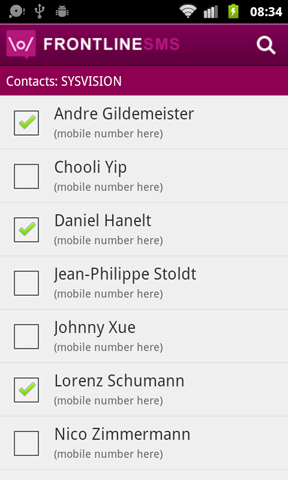 08:34
\o/ FRONTLINESMS
Contacts: SYSVISION
Andre Gildemeister
(mobile number here)
Chooli Yip
(mobile number here)
Daniel Hanelt
(mobile number here)
Jean-Philippe Stoldt
(mobile number here)
Johnny Xue
(mobile number here)
Lorenz Schumann
(mobile number here)
Nico Zimmermann
(mobile number here)